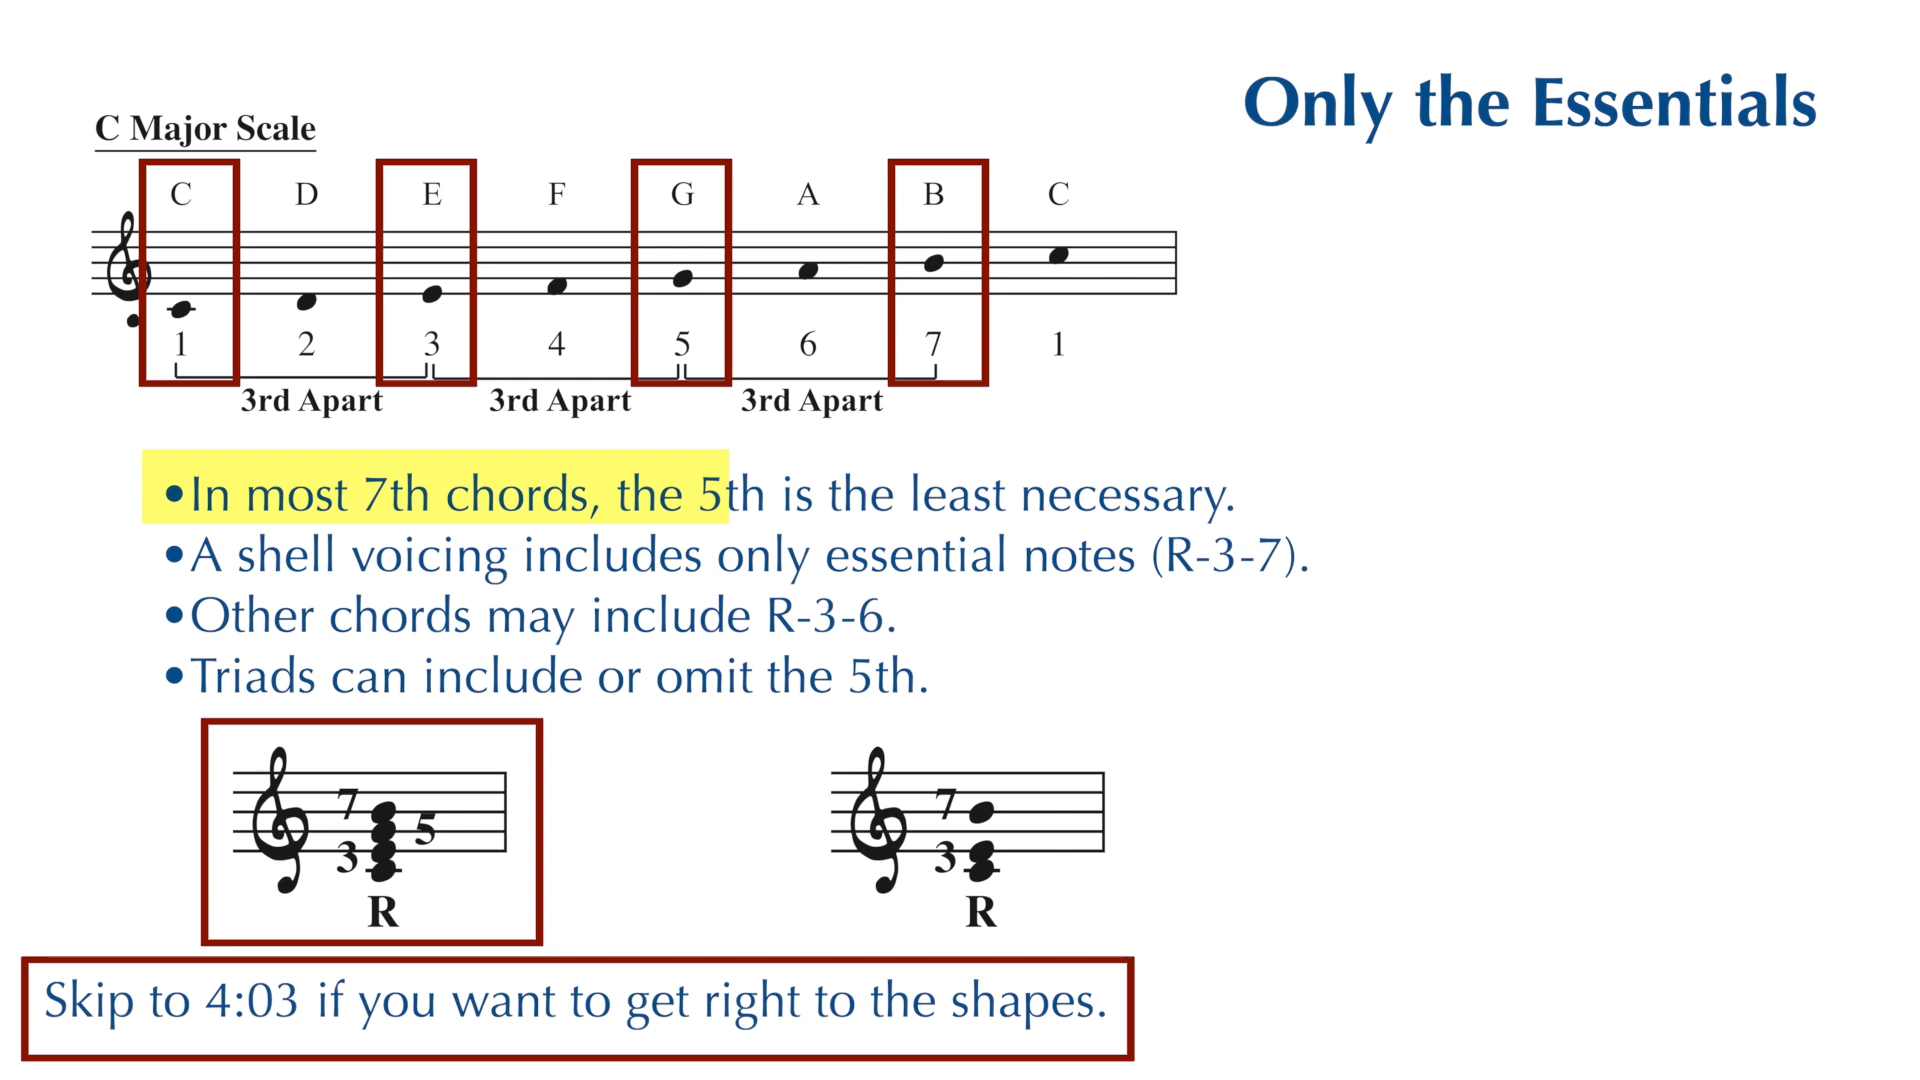 Only the Essentials
C Major Scale
C D E F G A B C
1 2 3 4 5 6 7 1
3rd Apart 3rd Apart 3rd Apart
•In most 7th chords, the 5th is the least necessary.
•A shell voicing includes only essential notes (R-3-7).
•Other chords may include R-3-6.
•Triads can include or omit the 5th.
7 5 7
3 3
R R
Skip to 4:03 if you want to get right to the shapes.